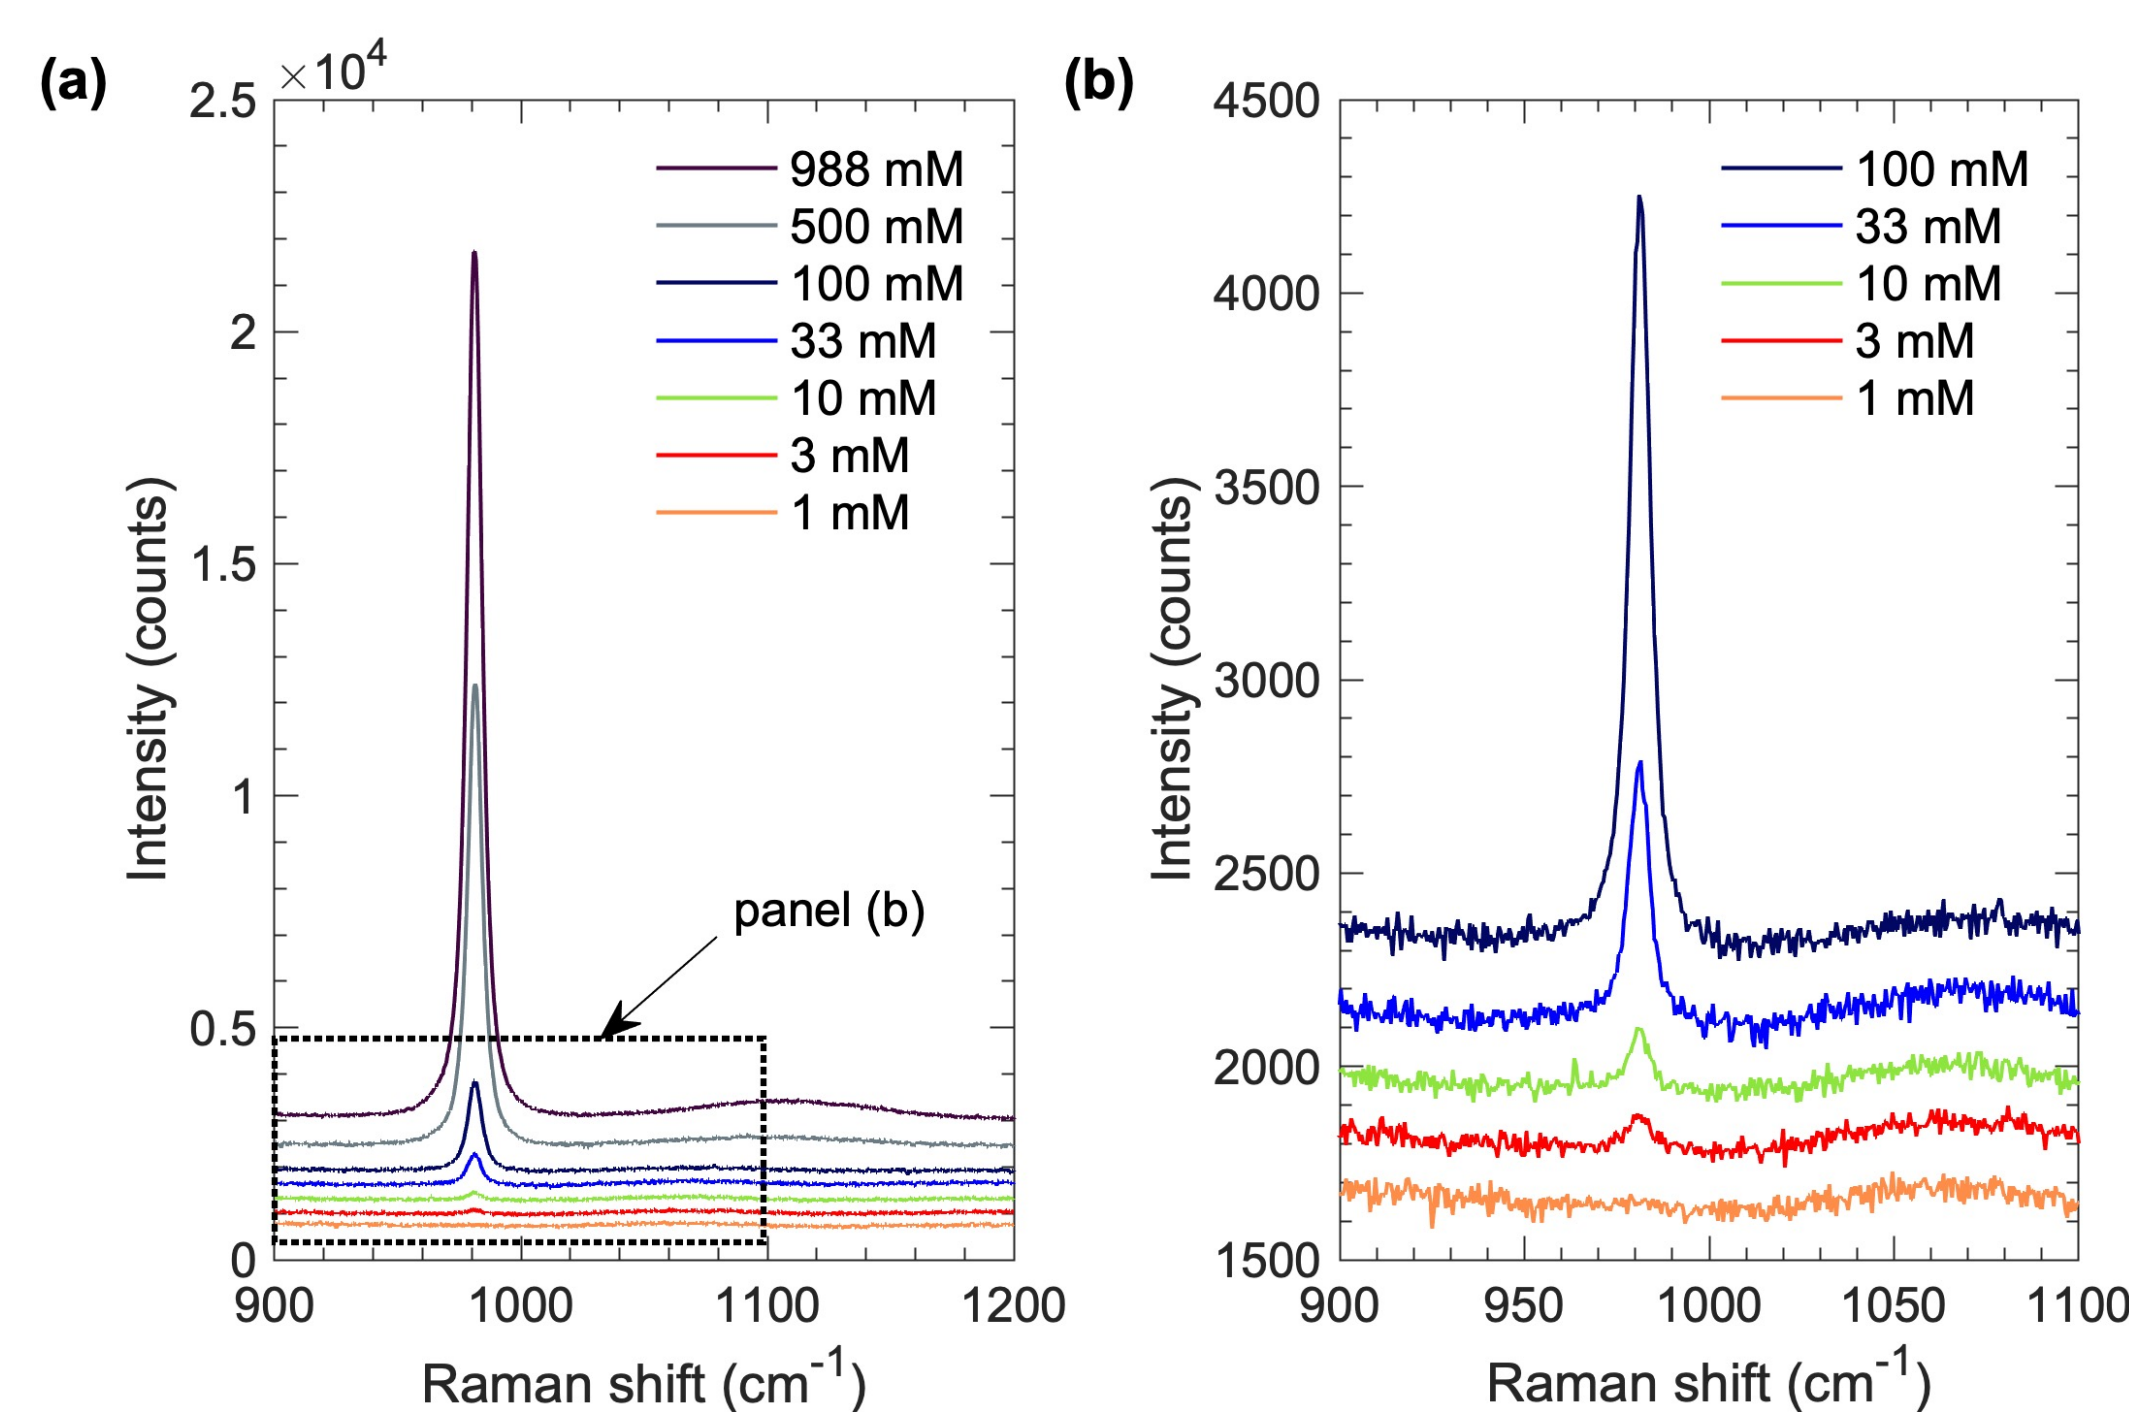 (a)
×10⁴
2.5
2
1.5
1
0.5
0
Intensity (counts)
988 mM
500 mM
100 mM
33 mM
10 mM
3 mM
1 mM
panel (b)
900 1000 1100 1200
Raman shift (cm⁻¹)
(b)
4500
4000
3500
3000
2500
2000
1500
Intensity (counts)
100 mM
33 mM
10 mM
3 mM
1 mM
900 950 1000 1050 1100
Raman shift (cm⁻¹)